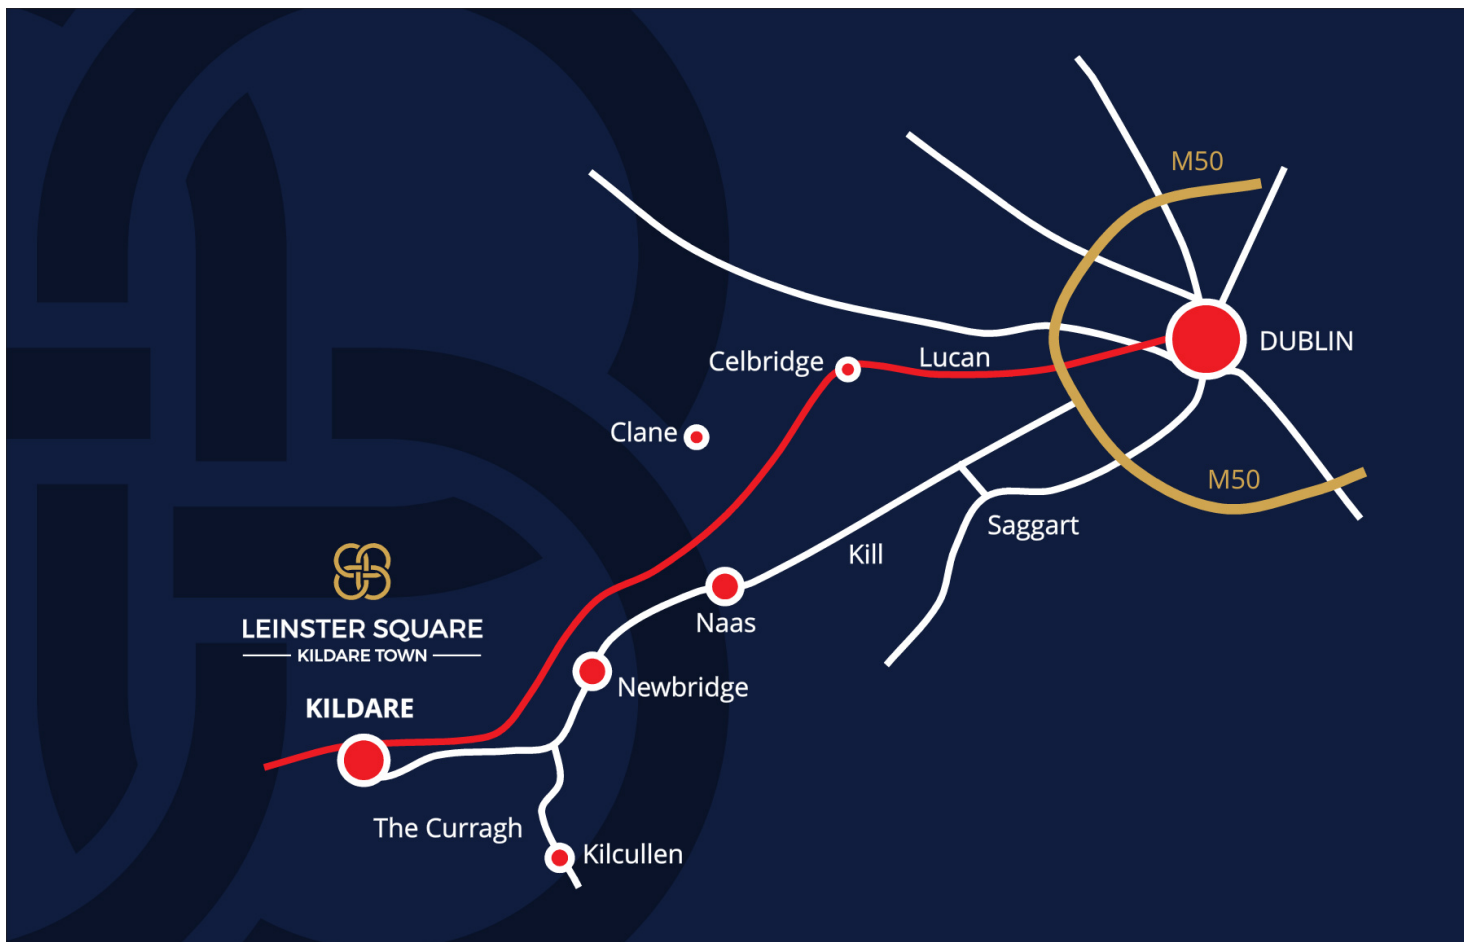 M50
DUBLIN
Celbridge
Lucan
Clane
M50
Saggart
Kill
Naas
LEINSTER SQUARE
KILDARE TOWN
Newbridge
KILDARE
The Curragh
Kilcullen